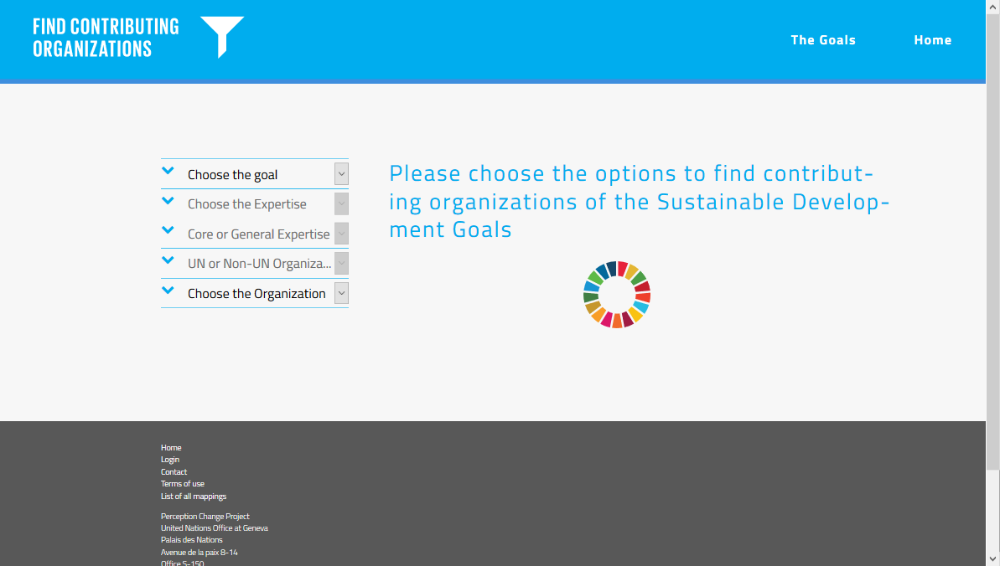 FIND CONTRIBUTING
ORGANIZATIONS
The Goals
Home
Choose the goal
Choose the Expertise
Core or General Expertise
UN or Non-UN Organiza...
Choose the Organization
Please choose the options to find contribut-
ing organizations of the Sustainable Develop-
ment Goals
Home
Login
Contact
Terms of use
List of all mappings
Perception Change Project
United Nations Office at Geneva
Palais des Nations
Avenue de la paix 8-14
Office S-150